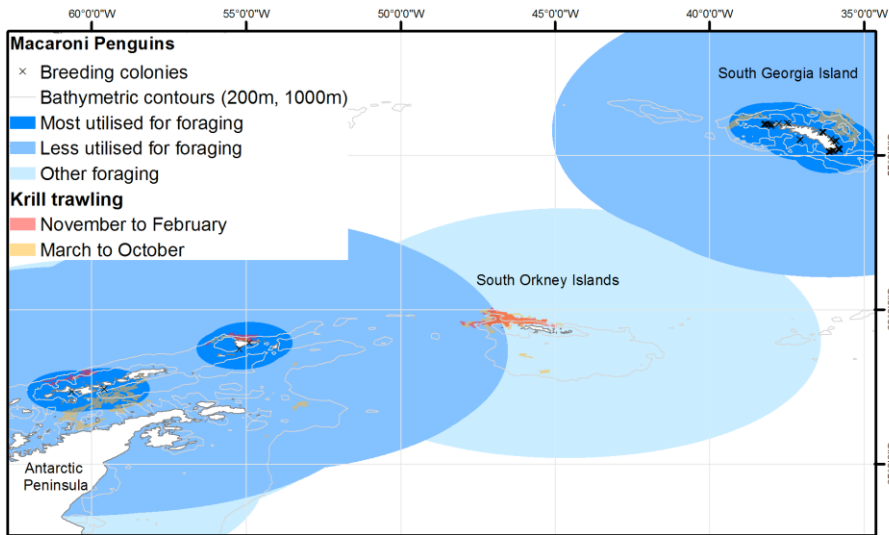 60°0'0"W 55°0'0"W 50°0'0"W 45°0'0"W 40°0'0"W 35°0'0"W
Macaroni Penguins
Breeding colonies
Bathymetric contours (200m, 1000m)
Most utilised for foraging
Less utilised for foraging
Other foraging
Krill trawling
November to February
March to October
South Georgia Island
South Orkney Islands
Antarctic
Peninsula